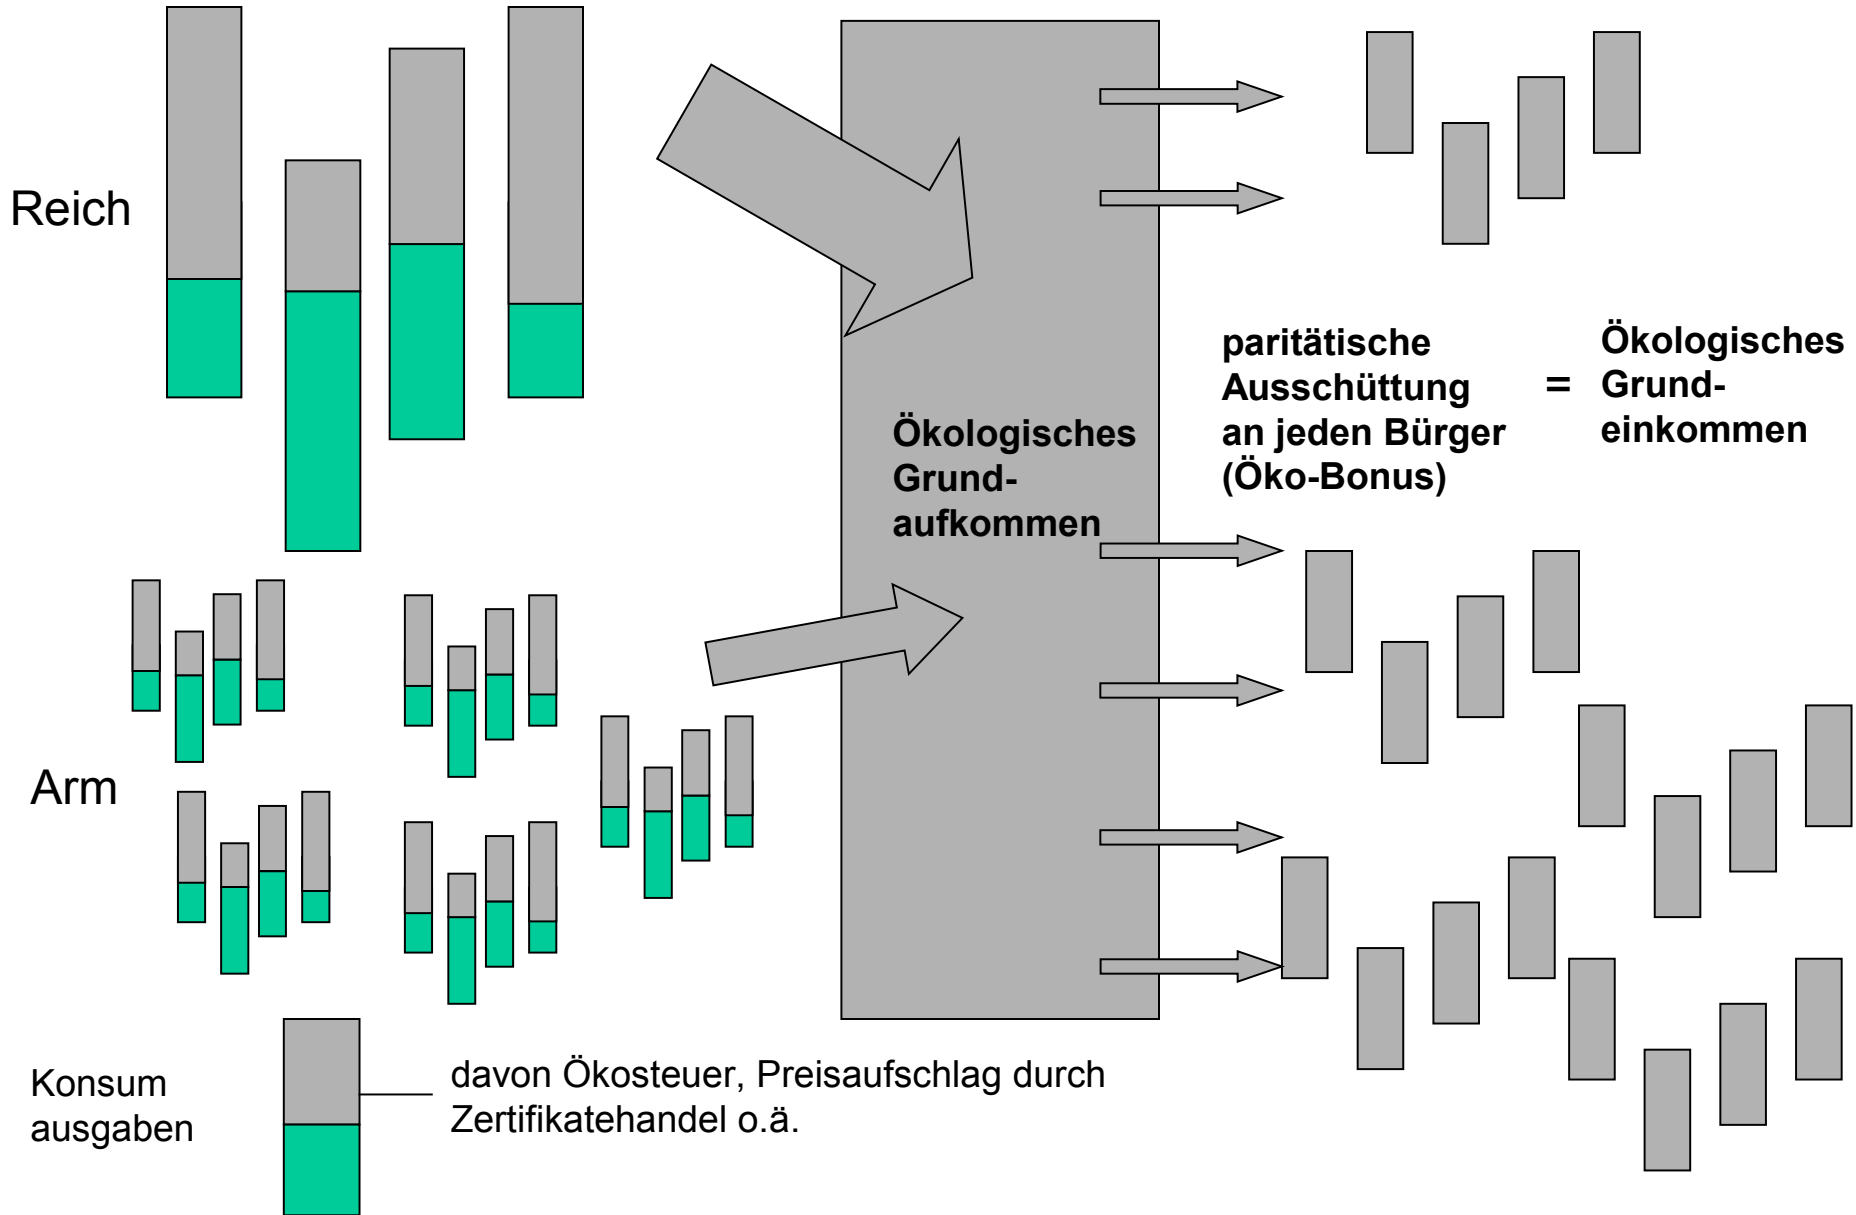 Reich
Ökologisches
Grund-
aufkommen
paritätische
Ausschüttung
an jeden Bürger
(Öko-Bonus)
=
Ökologisches
Grund-
einkommen
Arm
Konsum
ausgaben
davon Ökosteuer, Preisaufschlag durch
Zertifikatehandel o.ä.